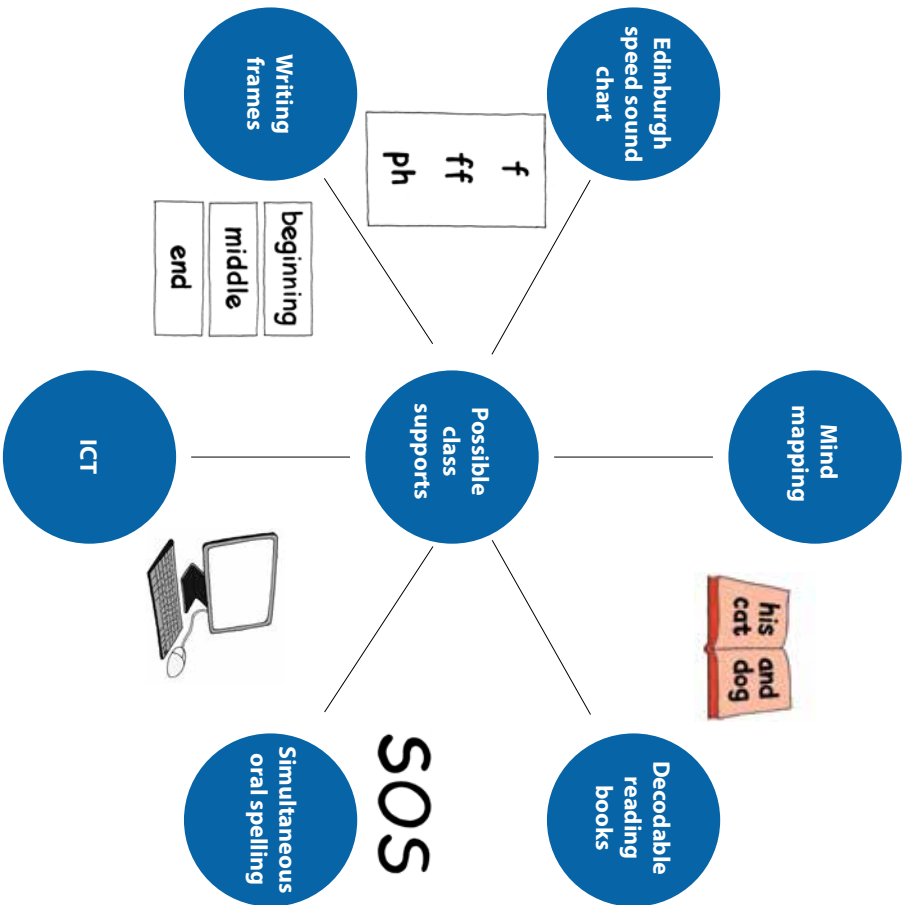 Mind
mapping
Edinburgh
speed sound
chart
f
ff
ph
his and
cat dog
Decodable
reading
books
Possible
class
supports
Writing
frames
beginning
middle
end
SOS
Simultaneous
oral spelling
ICT